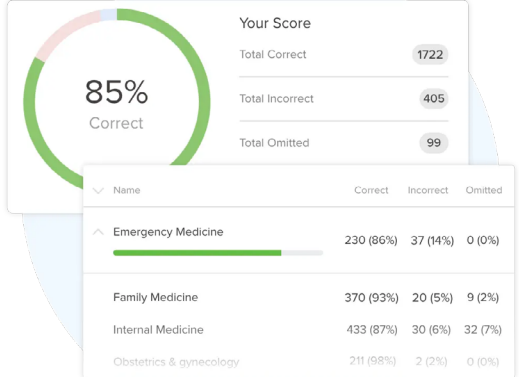 Your Score
85%
Correct
Total Correct 1722
Total Incorrect 405
Total Omitted 99
Name Correct Incorrect Omitted
Emergency Medicine 230 (86%) 37 (14%) 0 (0%)
Family Medicine 370 (93%) 20 (5%) 9 (2%)
Internal Medicine 433 (87%) 30 (6%) 32 (7%)
Obstetrics & gynecology 211 (98%) 2 (2%) 0 (0%)